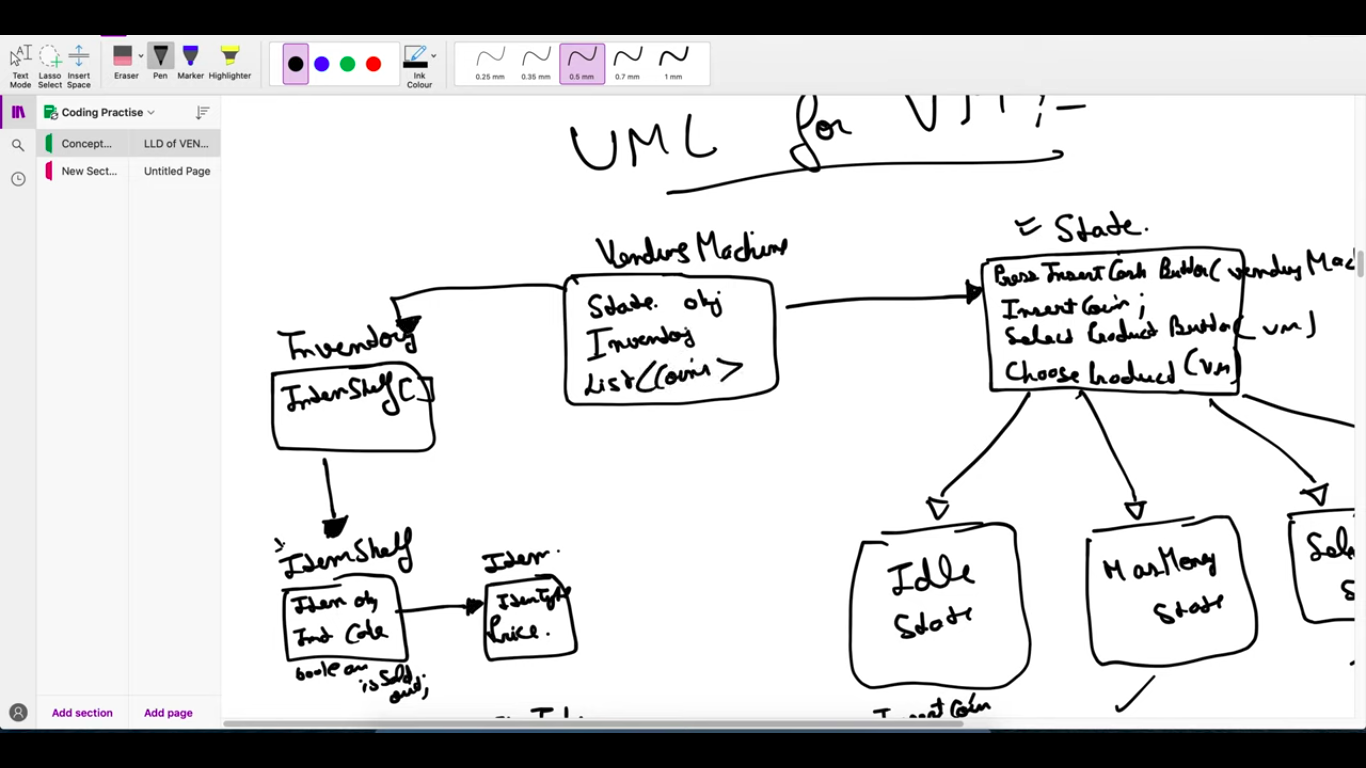 Text Mode
Lasso Select
Insert Space
Eraser
Pen
Marker
Highlighter
Ink Colour
0.25 mm
0.35 mm
0.5 mm
0.7 mm
1 mm
Coding Practise
Concept...
LLD of VEN...
New Sect...
Untitled Page
Add section
Add page
UML for VM :-
Vending Machine
State obj
Inventory
List<Coin>
State.
Press Insert Cash Button(vendingMac
Insert Coin;
Select Product Button(vm)
Choose Product (vm)
Inventory
ItemShelf[]
ItemShelf
Item obj
Int Code
boolean isSold out;
Item.
ItemType
Price.
Idle
State
HasMoney
State
Sele
S
Insert Coin